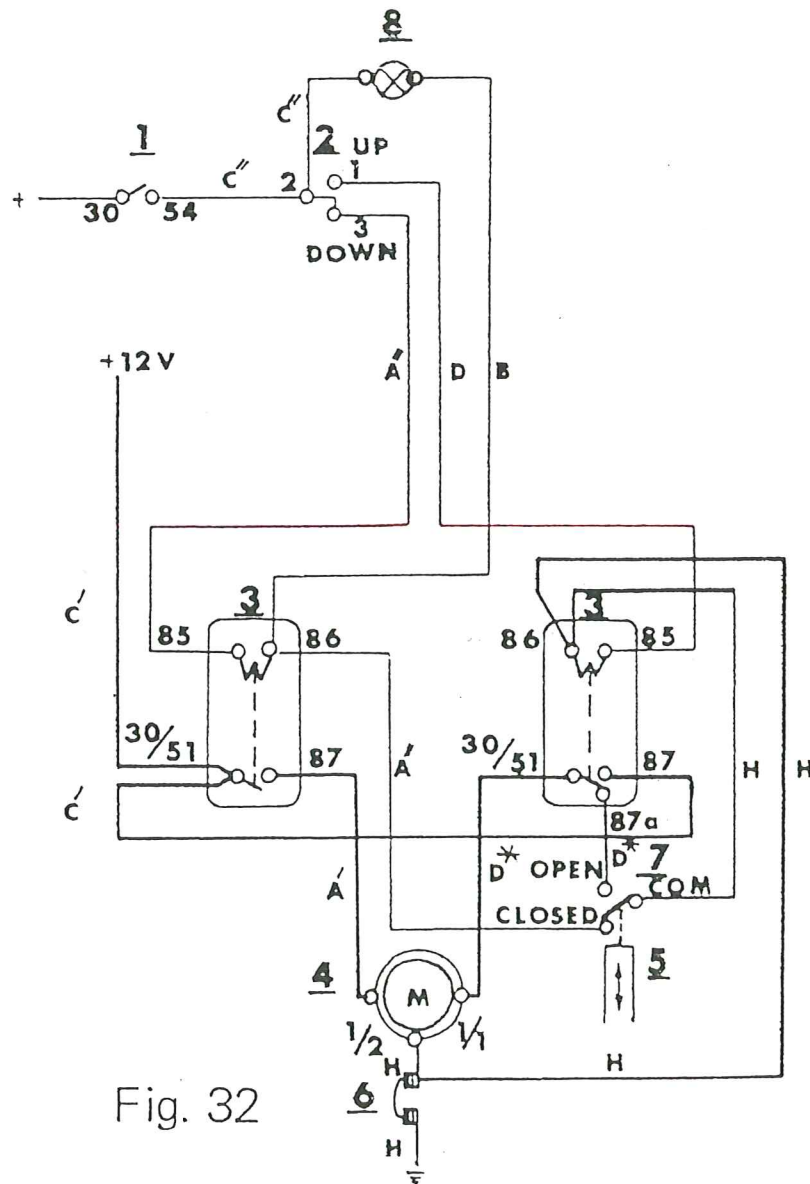 8
C"
1
2 UP
C"
2
1
+
30
54
3
DOWN
+12V
A"
D
B
C'
3
3
85
86
86
85
30/51
87
30/51
87
A"
H
H
C'
87a
D*
D*
OPEN
7
A'
COM
CLOSED
4
M
5
1/2
1/1
H
H
6
Fig. 32
H